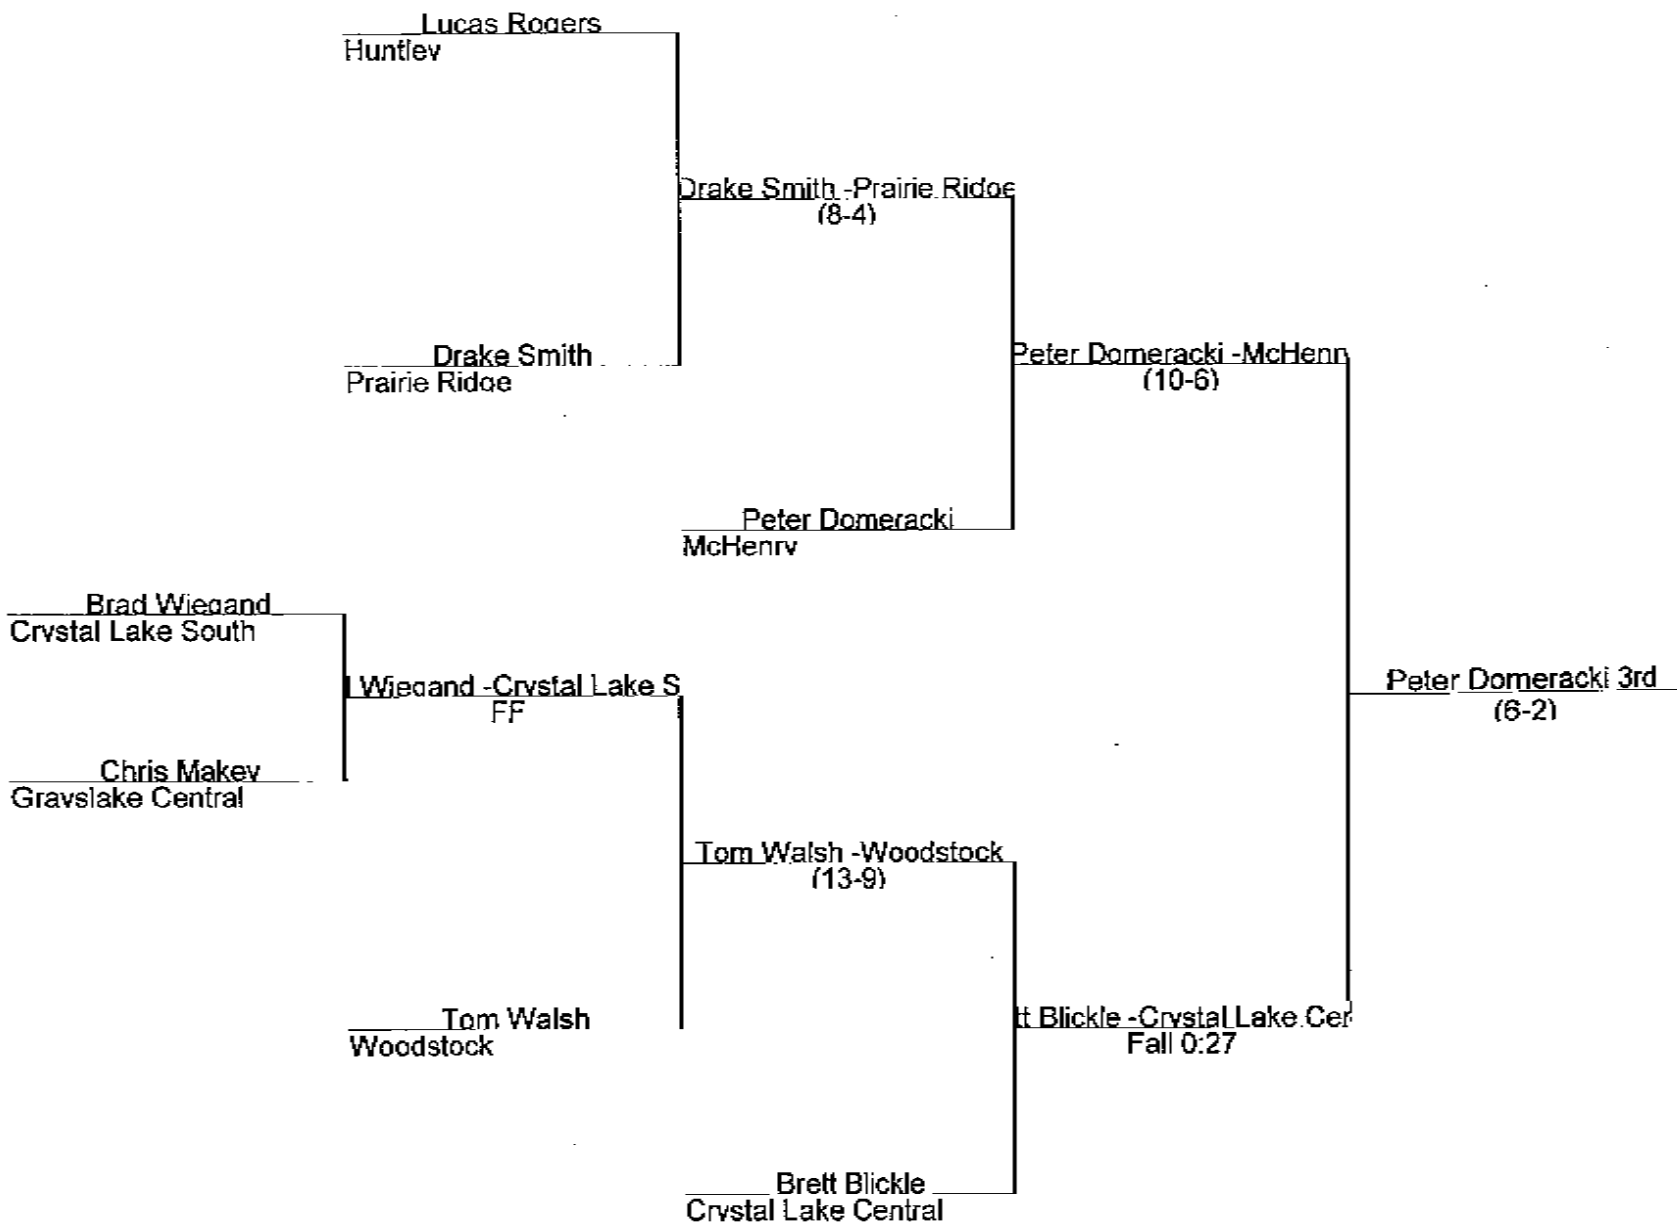 Lucas Rogers
Huntley
Drake Smith -Prairie Ridge
(8-4)
Drake Smith
Prairie Ridge
Peter Domeracki -McHenr
(10-6)
Peter Domeracki
McHenry
Brad Wiegand
Crystal Lake South
Wiegand -Crystal Lake S
FF
Peter Domeracki 3rd
(6-2)
Chris Makey
Grayslake Central
Tom Walsh -Woodstock
(13-9)
Tom Walsh
Woodstock
tt Blickle -Crystal Lake Cer
Fall 0:27
Brett Blickle
Crystal Lake Central